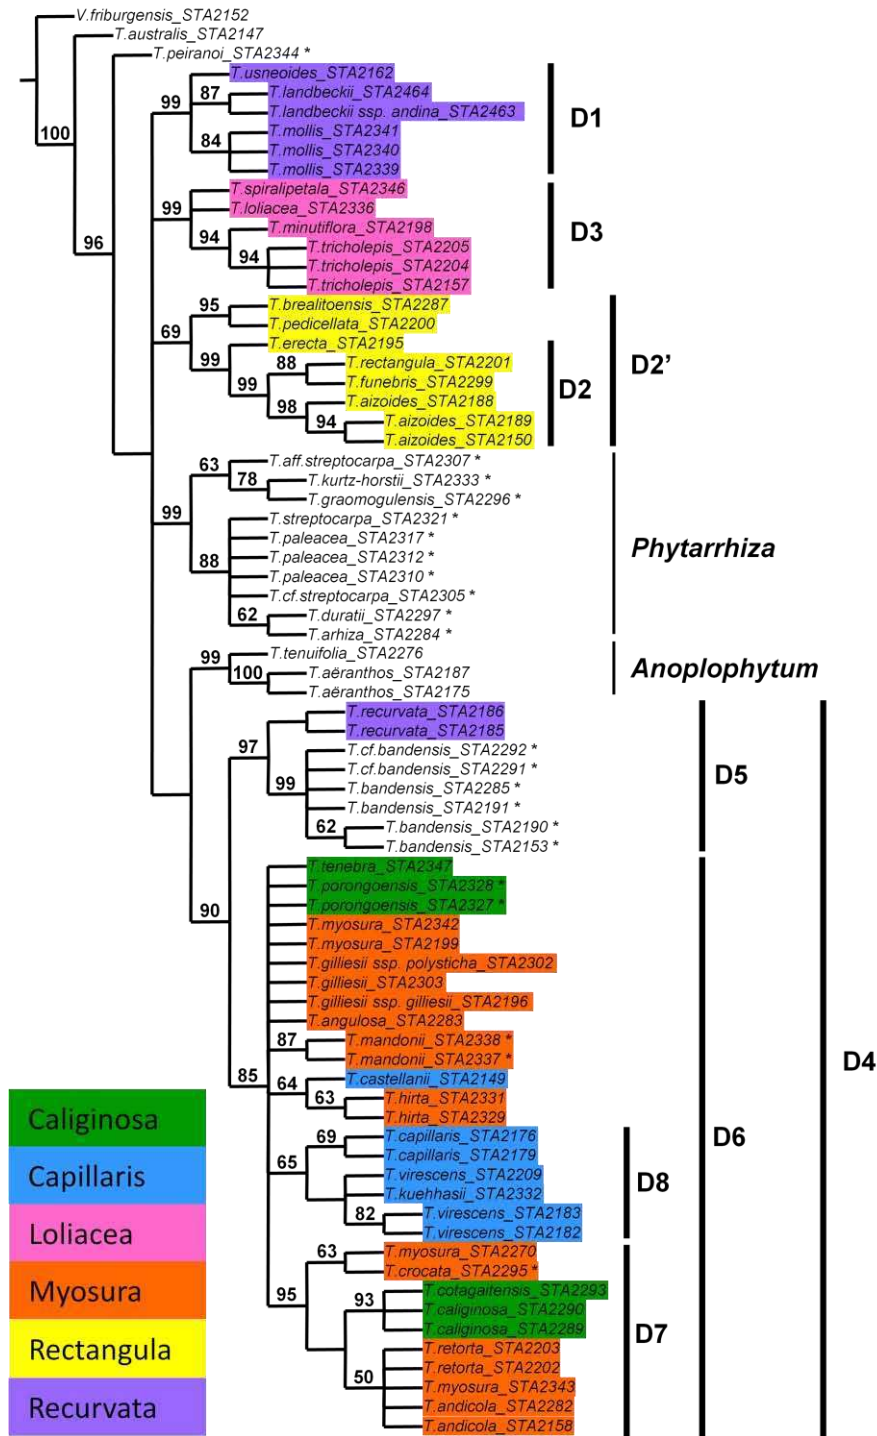 V.friburgensis_STA2152
T.australis_STA2147
T.peiranoi_STA2344 *
T.usneoides_STA2162
99
87
T.landbeckii_STA2464
T.landbeckii ssp. andina_STA2463
D1
100
84
T.mollis_STA2341
T.mollis_STA2340
T.mollis_STA2339
T.spiralipetala_STA2346
99
T.loliacea_STA2336
T.minutiflora_STA2198
D3
96
94
94
T.tricholepis_STA2205
T.tricholepis_STA2204
T.tricholepis_STA2157
95
T.brealitoensis_STA2287
T.pedicellata_STA2200
69
T.erecta_STA2195
99
88
T.rectangula_STA2201
D2'
99
T.funebris_STA2299
D2
98
T.aizoides_STA2188
94
T.aizoides_STA2189
T.aizoides_STA2150
63
T.aff.streptocarpa_STA2307 *
78
T.kurtz-horstii_STA2333 *
T.graomogulensis_STA2296 *
99
T.streptocarpa_STA2321 *
T.paleacea_STA2317 *
Phytarrhiza
88
T.paleacea_STA2312 *
T.paleacea_STA2310 *
T.cf.streptocarpa_STA2305 *
62
T.duratii_STA2297 *
T.arhiza_STA2284 *
99
T.tenuifolia_STA2276
100
T.aëranthos_STA2187
Anoplophytum
T.aëranthos_STA2175
T.recurvata_STA2186
T.recurvata_STA2185
97
T.cf.bandensis_STA2292 *
T.cf.bandensis_STA2291 *
D5
99
T.bandensis_STA2285 *
T.bandensis_STA2191 *
62
T.bandensis_STA2190 *
T.bandensis_STA2153 *
T.tenebra_STA2347
T.porongoensis_STA2328 *
T.porongoensis_STA2327 *
90
T.myosura_STA2342
T.myosura_STA2199
T.gilliesii ssp. polysticha_STA2302
T.gilliesii_STA2303
T.gilliesii ssp. gilliesii_STA2196
T.angulosa_STA2283
87
T.mandonii_STA2338 *
T.mandonii_STA2337 *
D4
85
64
T.castellanii_STA2149
63
T.hirta_STA2331
T.hirta_STA2329
69
T.capillaris_STA2176
D6
T.capillaris_STA2179
65
T.virescens_STA2209
D8
T.kuehhasii_STA2332
82
T.virescens_STA2183
T.virescens_STA2182
63
T.myosura_STA2270
T.crocata_STA2295 *
95
93
T.cotagaitensis_STA2293
T.caliginosa_STA2290
T.caliginosa_STA2289
D7
T.retorta_STA2203
T.retorta_STA2202
50
T.myosura_STA2343
T.andicola_STA2282
T.andicola_STA2158
Caliginosa
Capillaris
Loliacea
Myosura
Rectangula
Recurvata